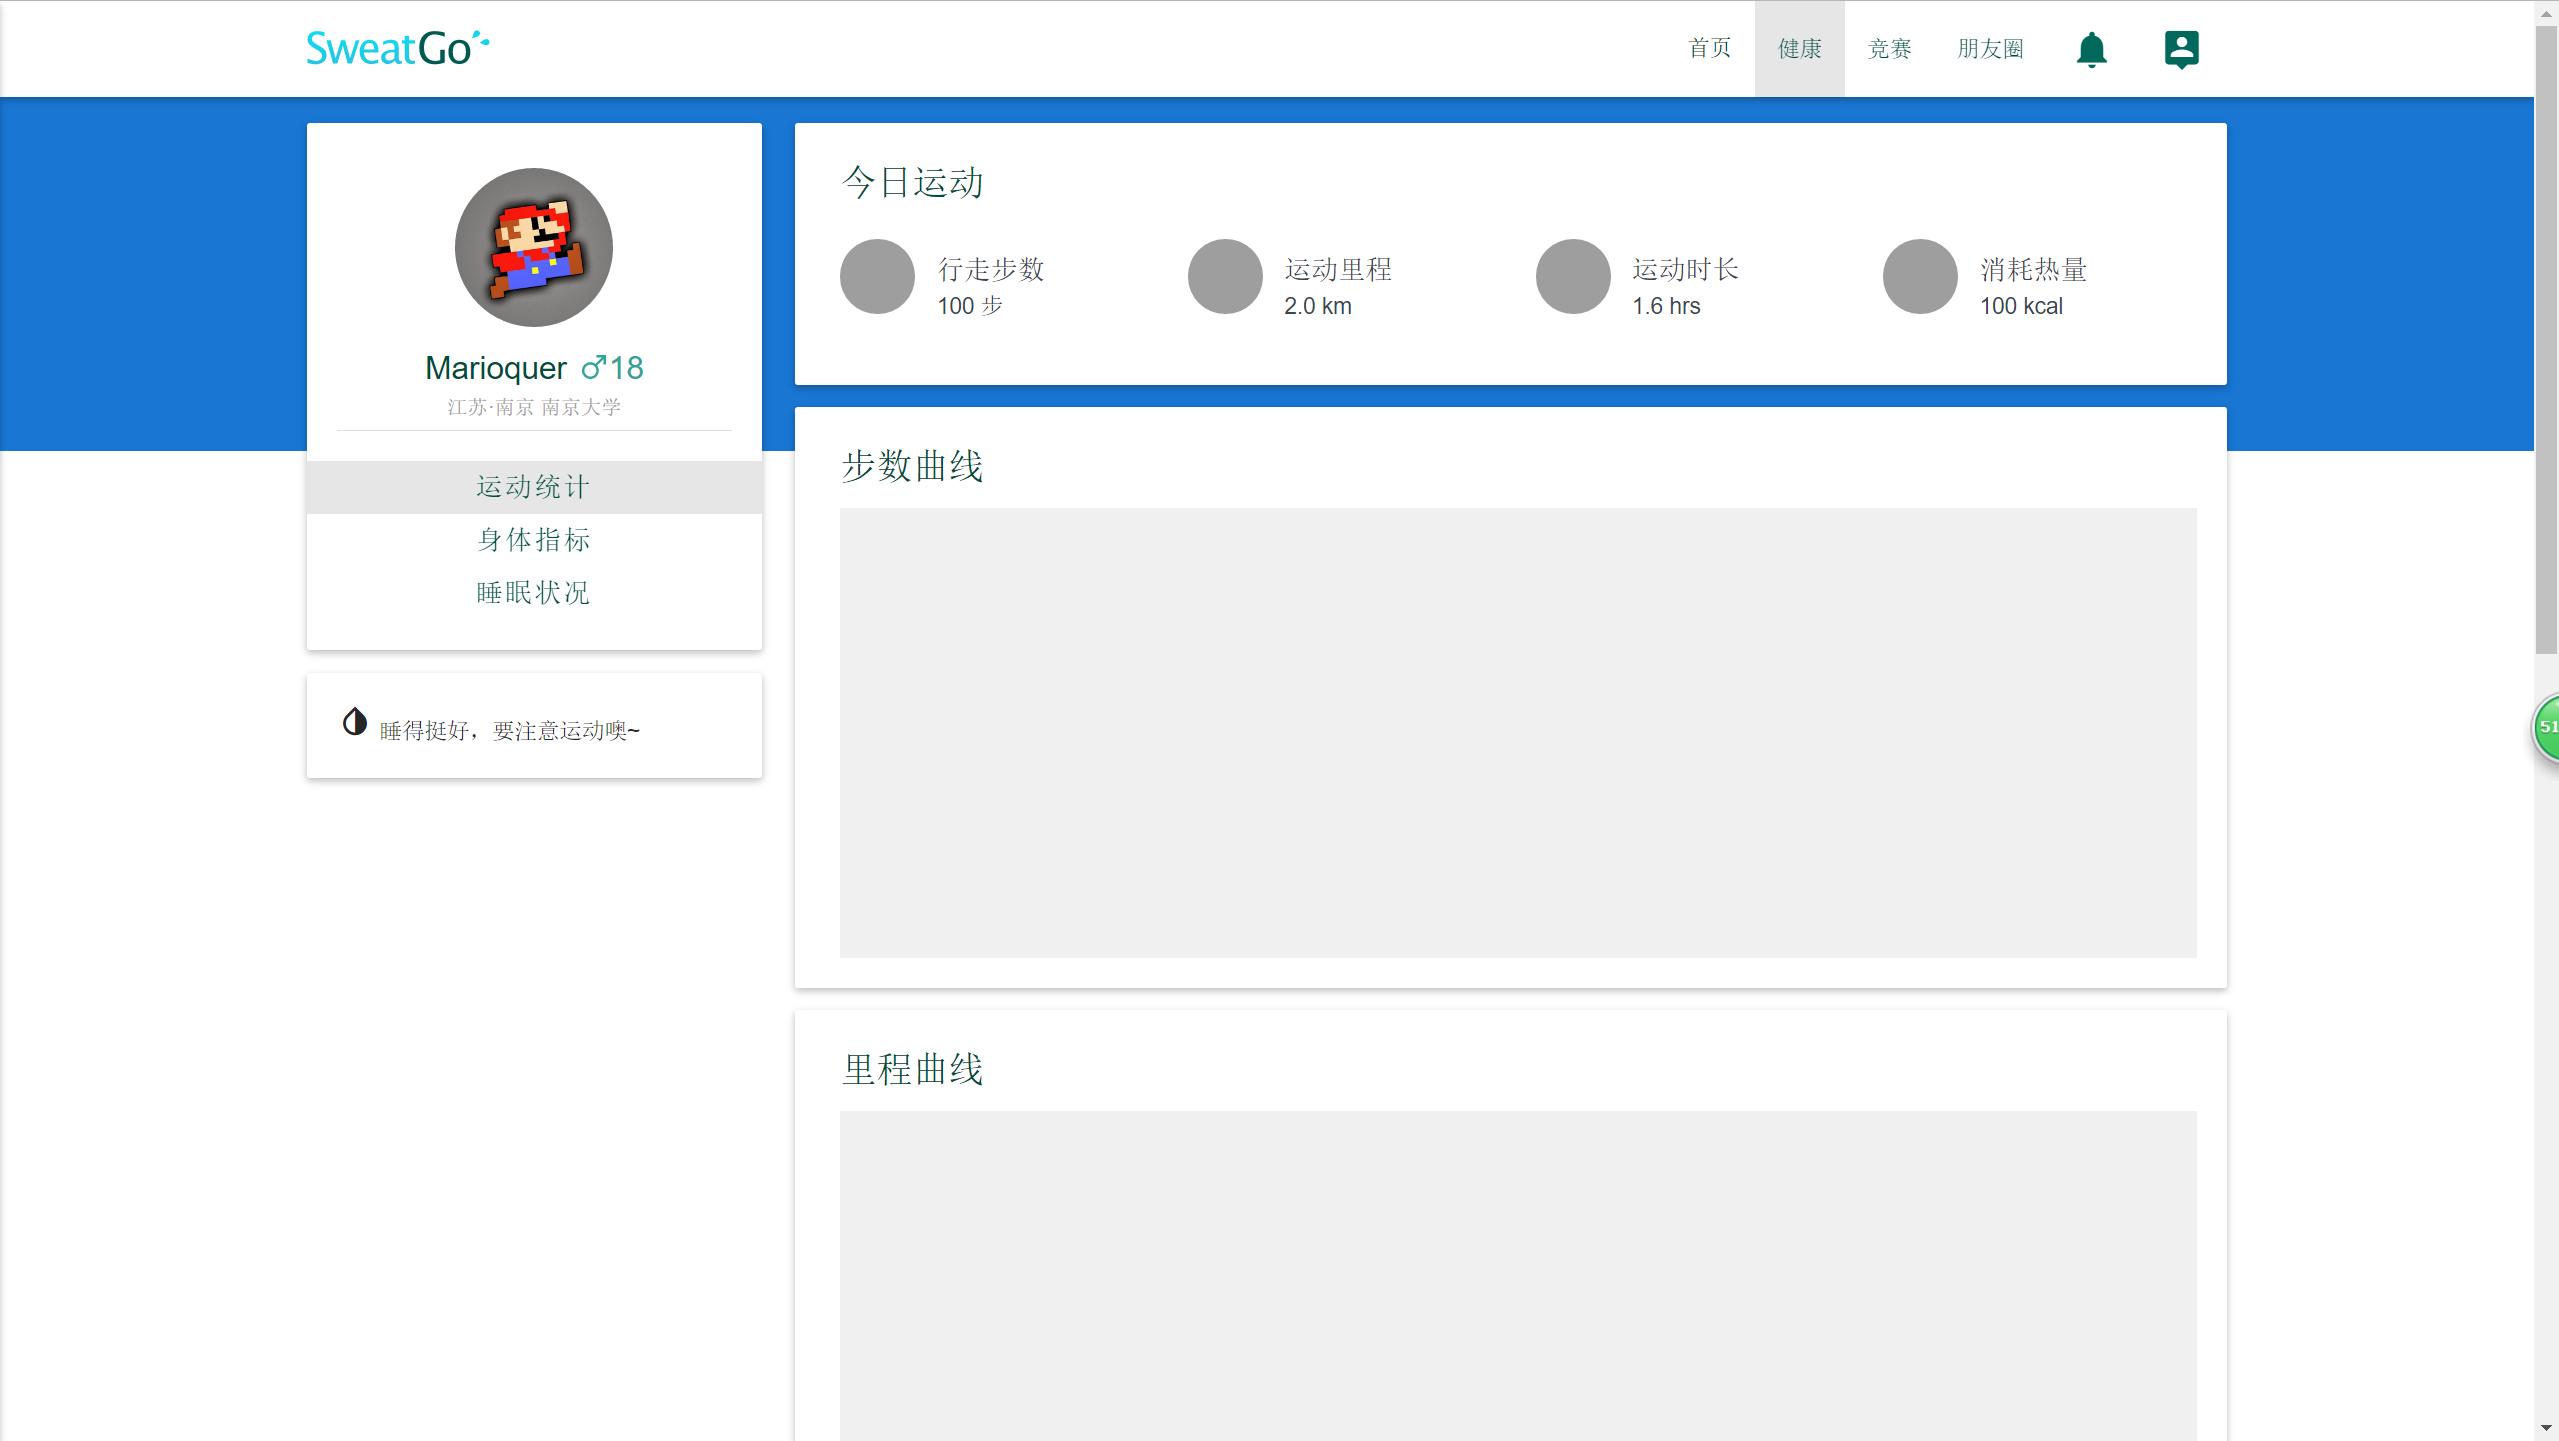 SweatGo
首页
健康
竞赛
朋友圈
Marioquer ♂18
江苏·南京 南京大学
运动统计
身体指标
睡眠状况
睡得挺好，要注意运动噢~
今日运动
行走步数
100 步
运动里程
2.0 km
运动时长
1.6 hrs
消耗热量
100 kcal
步数曲线
里程曲线
51